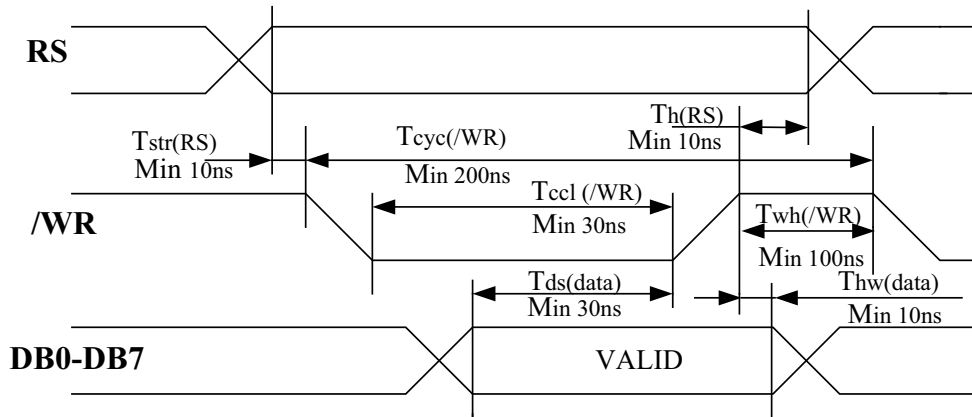 RS
Th(RS)
Min 10ns
Tstr(RS)
Min 10ns
Tcyc(/WR)
Min 200ns
/WR
Tccl (/WR)
Min 30ns
Twh(/WR)
Min 100ns
Tds(data)
Min 30ns
Thw(data)
Min 10ns
DB0-DB7
VALID